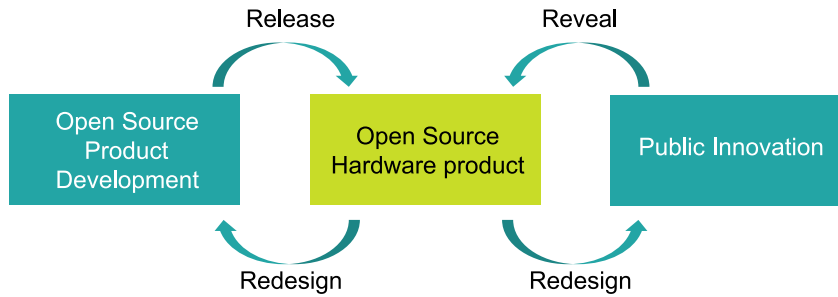 Release
Reveal
Open Source
Product
Development
Open Source
Hardware product
Public Innovation
Redesign
Redesign